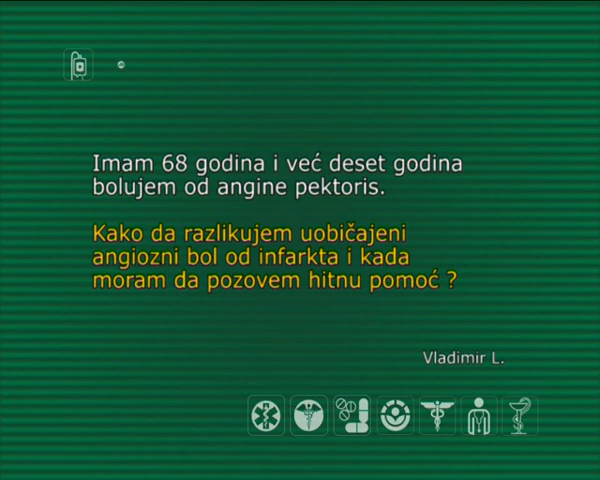 Imam 68 godina i već deset godina
bolujem od angine pektoris.
Kako da razlikujem uobičajeni
angiozni bol od infarkta i kada
moram da pozovem hitnu pomoć ?
Vladimir L.